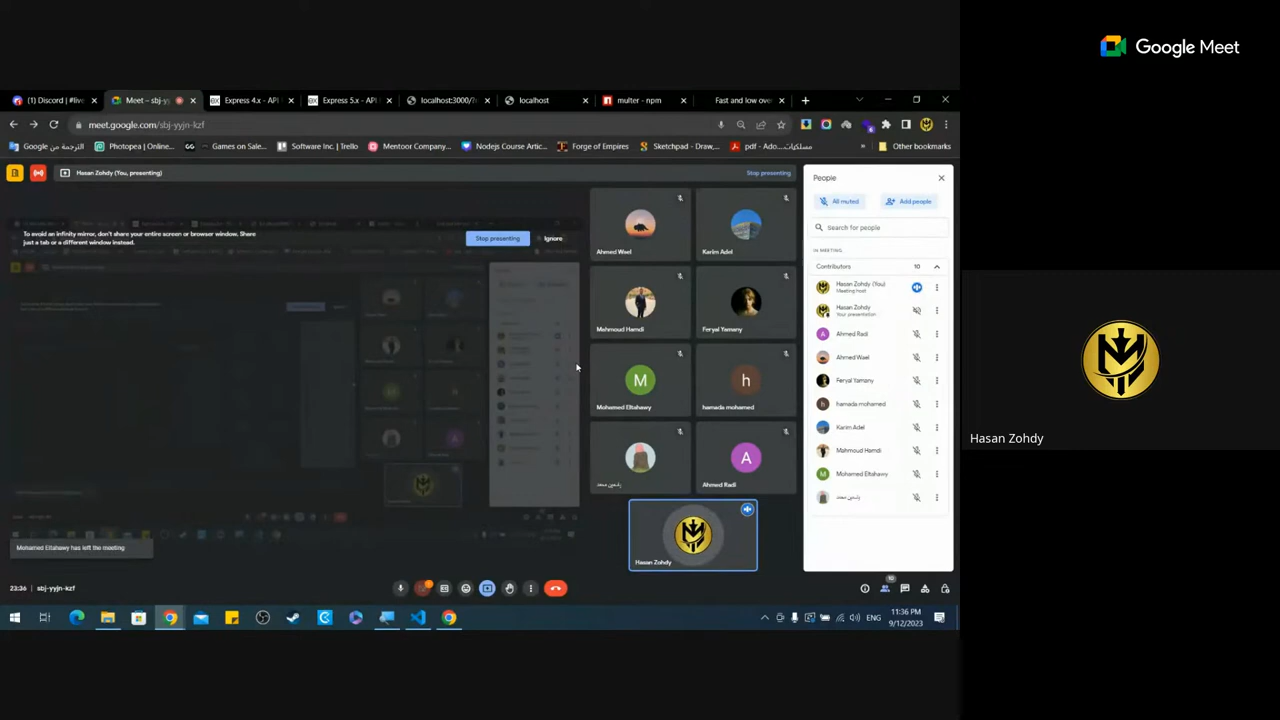 Google Meet
(1) Discord | #live
Meet – sbj-yy
Express 4.x - API
Express 5.x - API
localhost:3000/?
localhost
multer - npm
Fast and low over
meet.google.com/sbj-yyjn-kzf
الترجمة من Google
Photopea | Online...
Games on Sale...
Software Inc. | Trello
Mentoor Company...
Nodejs Course Artic...
Forge of Empires
Sketchpad - Draw,...
pdf - Ado...مسلكيات
Other bookmarks
Hasan Zohdy (You, presenting)
Stop presenting
To avoid an infinity mirror, don't share your entire screen or browser window. Share
just a tab or a different window instead.
Stop presenting
Ignore
Ahmed Wael
Karim Adel
Mahmoud Hamdi
Feryal Yamany
M
Mohamed Eltahawy
h
hamada mohamed
A
Ahmed Radi
Hasan Zohdy
Mohamed Eltahawy has left the meeting
People
All muted
Add people
Search for people
IN MEETING
Contributors
10
Hasan Zohdy (You)
Meeting host
Hasan Zohdy
Your presentation
A
Ahmed Radi
Ahmed Wael
Feryal Yamany
h
hamada mohamed
Karim Adel
Mahmoud Hamdi
M
Mohamed Eltahawy
23:36
sbj-yyjn-kzf
10
ENG
11:36 PM
9/12/2023
Hasan Zohdy